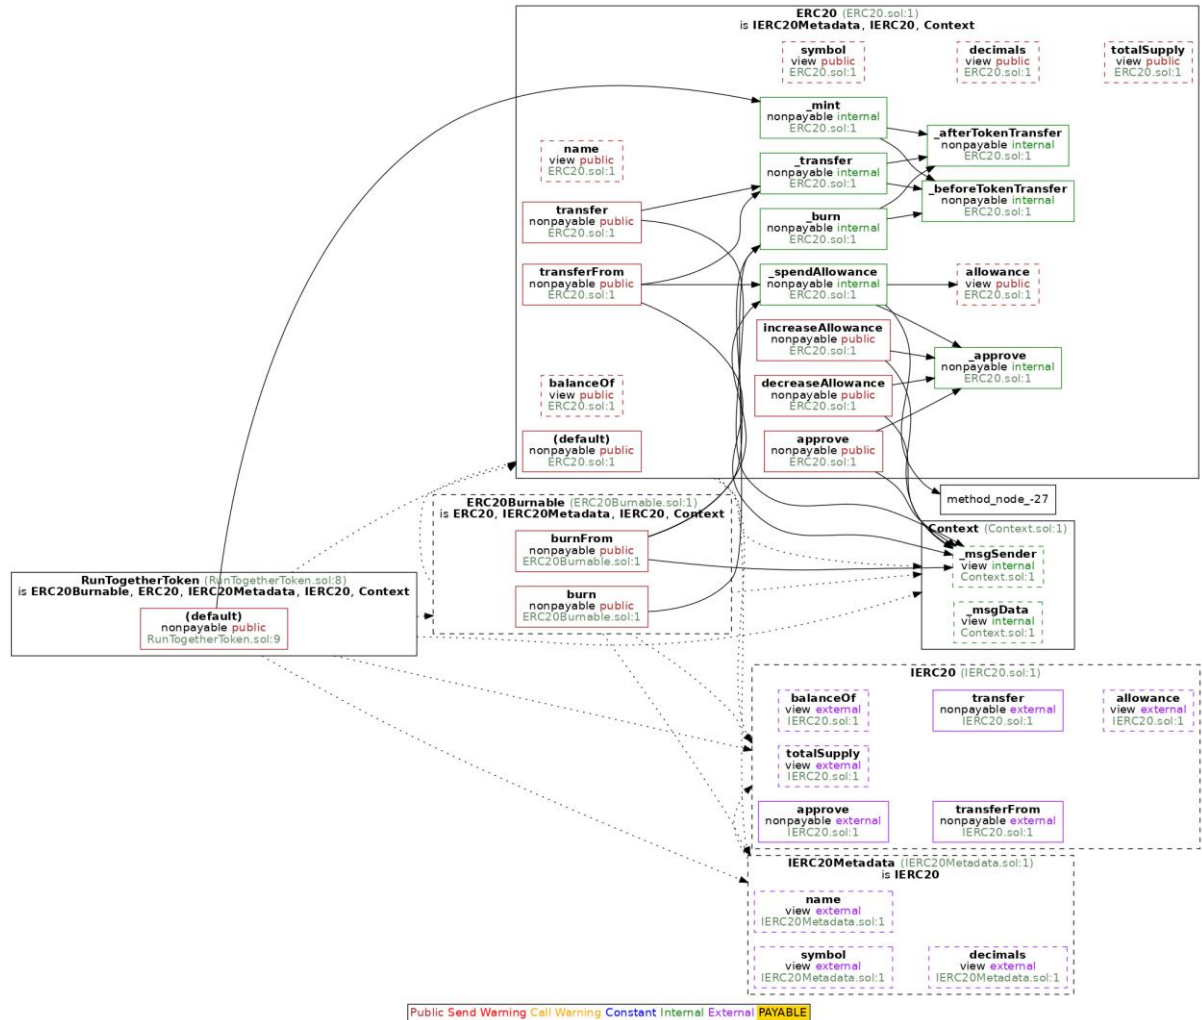 ERC20 (ERC20.sol:1)
is IERC20Metadata, IERC20, Context
symbol
view public
ERC20.sol:1
decimals
view public
ERC20.sol:1
totalSupply
view public
ERC20.sol:1
_mint
nonpayable internal
ERC20.sol:1
_afterTokenTransfer
nonpayable internal
ERC20.sol:1
name
view public
ERC20.sol:1
_transfer
nonpayable internal
ERC20.sol:1
_beforeTokenTransfer
nonpayable internal
ERC20.sol:1
transfer
nonpayable public
ERC20.sol:1
_burn
nonpayable internal
ERC20.sol:1
transferFrom
nonpayable public
ERC20.sol:1
_spendAllowance
nonpayable internal
ERC20.sol:1
allowance
view public
ERC20.sol:1
increaseAllowance
nonpayable public
ERC20.sol:1
_approve
nonpayable internal
ERC20.sol:1
balanceOf
view public
ERC20.sol:1
decreaseAllowance
nonpayable public
ERC20.sol:1
(default)
nonpayable public
ERC20.sol:1
approve
nonpayable public
ERC20.sol:1
method_node_-27
ERC20Burnable (ERC20Burnable.sol:1)
is ERC20, IERC20Metadata, IERC20, Context
burnFrom
nonpayable public
ERC20Burnable.sol:1
burn
nonpayable public
ERC20Burnable.sol:1
Context (Context.sol:1)
_msgSender
view internal
Context.sol:1
_msgData
view internal
Context.sol:1
RunTogetherToken (RunTogetherToken.sol:8)
is ERC20Burnable, ERC20, IERC20Metadata, IERC20, Context
(default)
nonpayable public
RunTogetherToken.sol:9
IERC20 (IERC20.sol:1)
balanceOf
view external
IERC20.sol:1
transfer
nonpayable external
IERC20.sol:1
allowance
view external
IERC20.sol:1
totalSupply
view external
IERC20.sol:1
approve
nonpayable external
IERC20.sol:1
transferFrom
nonpayable external
IERC20.sol:1
IERC20Metadata (IERC20Metadata.sol:1)
is IERC20
name
view external
IERC20Metadata.sol:1
symbol
view external
IERC20Metadata.sol:1
decimals
view external
IERC20Metadata.sol:1
Public Send Warning Call Warning Constant Internal External PAYABLE